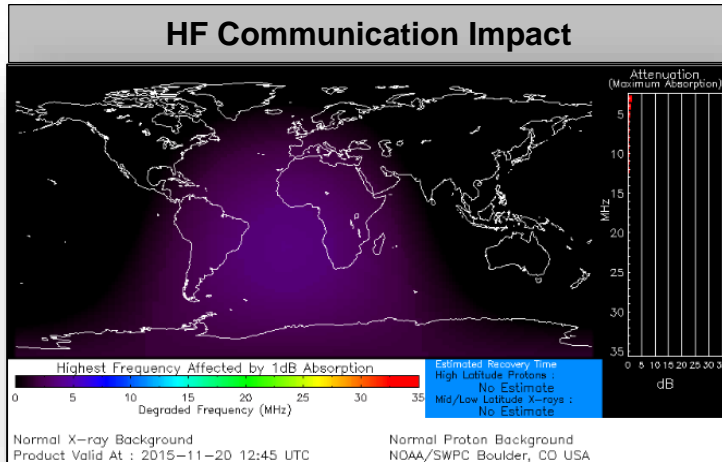 HF Communication Impact
Attenuation
(Maximum Absorption)
5
10
15
20
25
30
35
MHz
0 5 10 15 20 25 30
dB
Highest Frequency Affected by 1dB Absorption
0 5 10 15 20 25 30 35
Degraded Frequency (MHz)
Estimated Recovery Time
High Latitude Protons :
No Estimate
Mid/Low Latitude X-rays :
No Estimate
Normal X-ray Background
Product Valid At : 2015-11-20 12:45 UTC
Normal Proton Background
NOAA/SWPC Boulder, CO USA